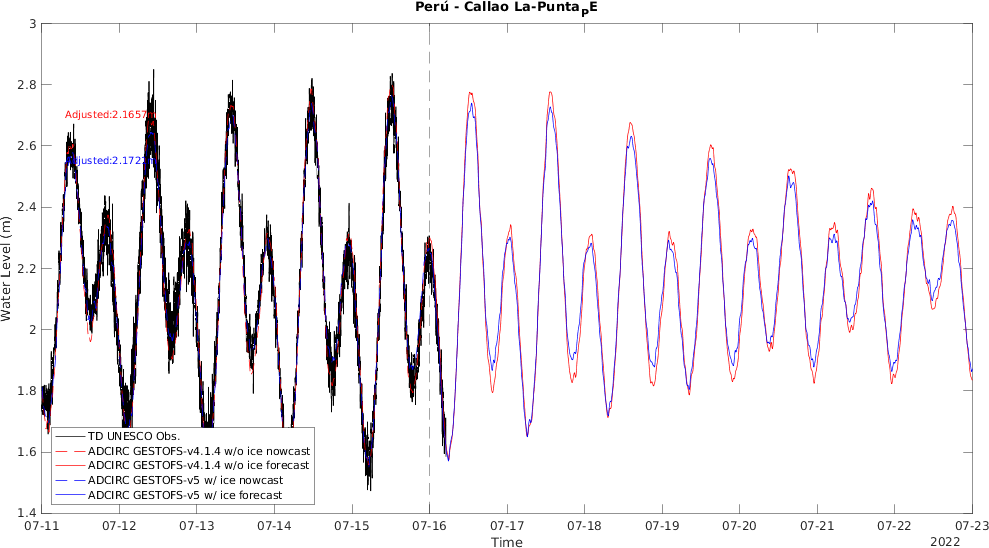 Perú - Callao La-Punta_PE
3
2.8
2.6
2.4
2.2
2
1.8
1.6
1.4
Water Level (m)
Adjusted:2.1657
Adjusted:2.172
TD UNESCO Obs.
ADCIRC GESTOFS-v4.1.4 w/o ice nowcast
ADCIRC GESTOFS-v4.1.4 w/o ice forecast
ADCIRC GESTOFS-v5 w/ ice nowcast
ADCIRC GESTOFS-v5 w/ ice forecast
07-11 07-12 07-13 07-14 07-15 07-16 07-17 07-18 07-19 07-20 07-21 07-22 07-23
Time
2022